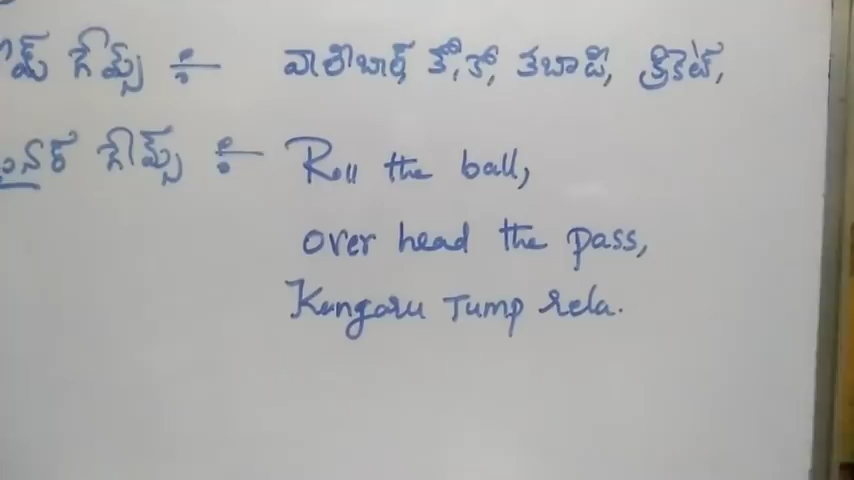 గేమ్స్ ÷ వాలీబాల్, కో,కో, కబాడి, క్రికెట్,
గేమ్స్ ÷ Roll the ball,
over head the pass,
Kangaru Jump rela.